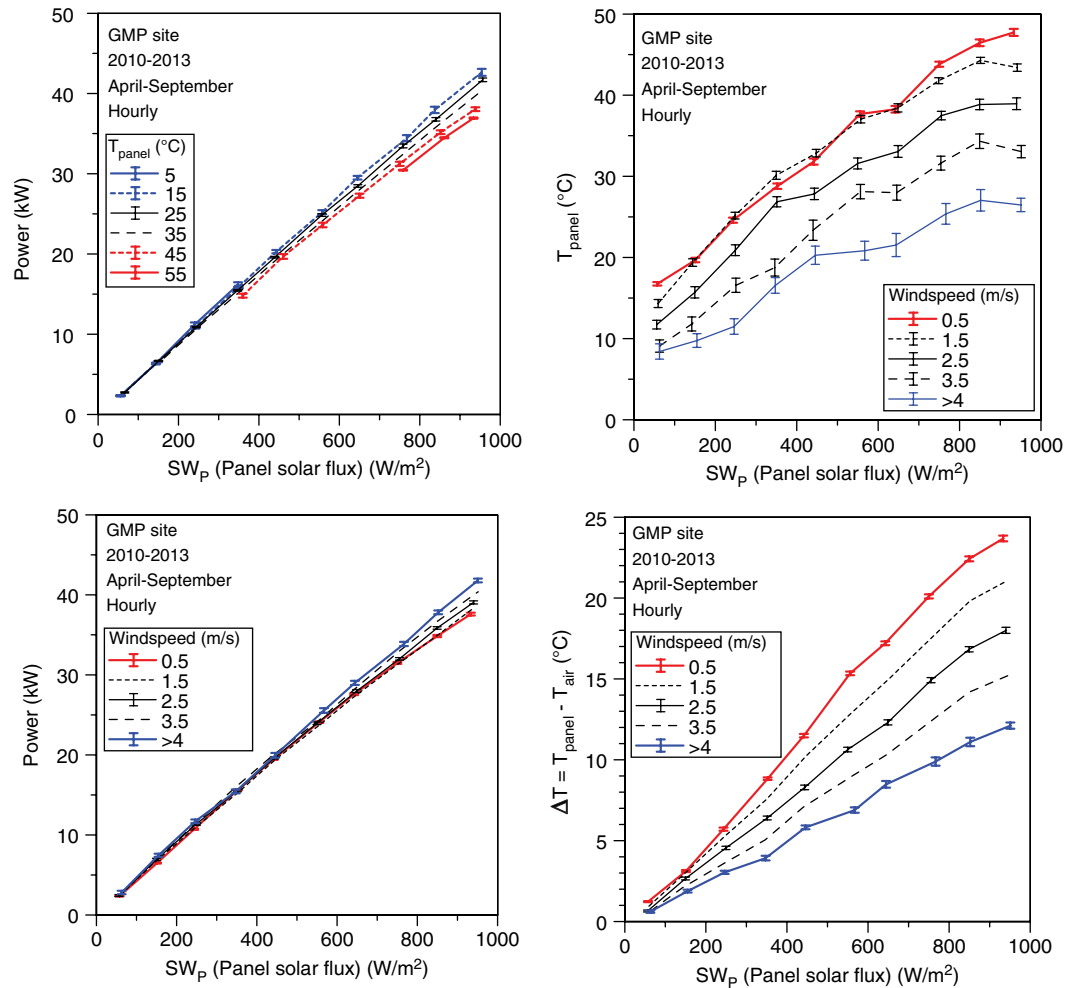 50
40
30
20
10
0
Power (kW)
GMP site
2010-2013
April-September
Hourly
T_panel (°C)
5
15
25
35
45
55
0 200 400 600 800 1000
SW_P (Panel solar flux) (W/m²)
50
40
30
20
10
0
T_panel (°C)
GMP site
2010-2013
April-September
Hourly
Windspeed (m/s)
0.5
1.5
2.5
3.5
>4
0 200 400 600 800 1000
SW_P (Panel solar flux) (W/m²)
50
40
30
20
10
0
Power (kW)
GMP site
2010-2013
April-September
Hourly
Windspeed (m/s)
0.5
1.5
2.5
3.5
>4
0 200 400 600 800 1000
SW_P (Panel solar flux) (W/m²)
25
20
15
10
5
0
ΔT = T_panel - T_air (°C)
GMP site
2010-2013
April-September
Hourly
Windspeed (m/s)
0.5
1.5
2.5
3.5
>4
0 200 400 600 800 1000
SW_P (Panel solar flux) (W/m²)